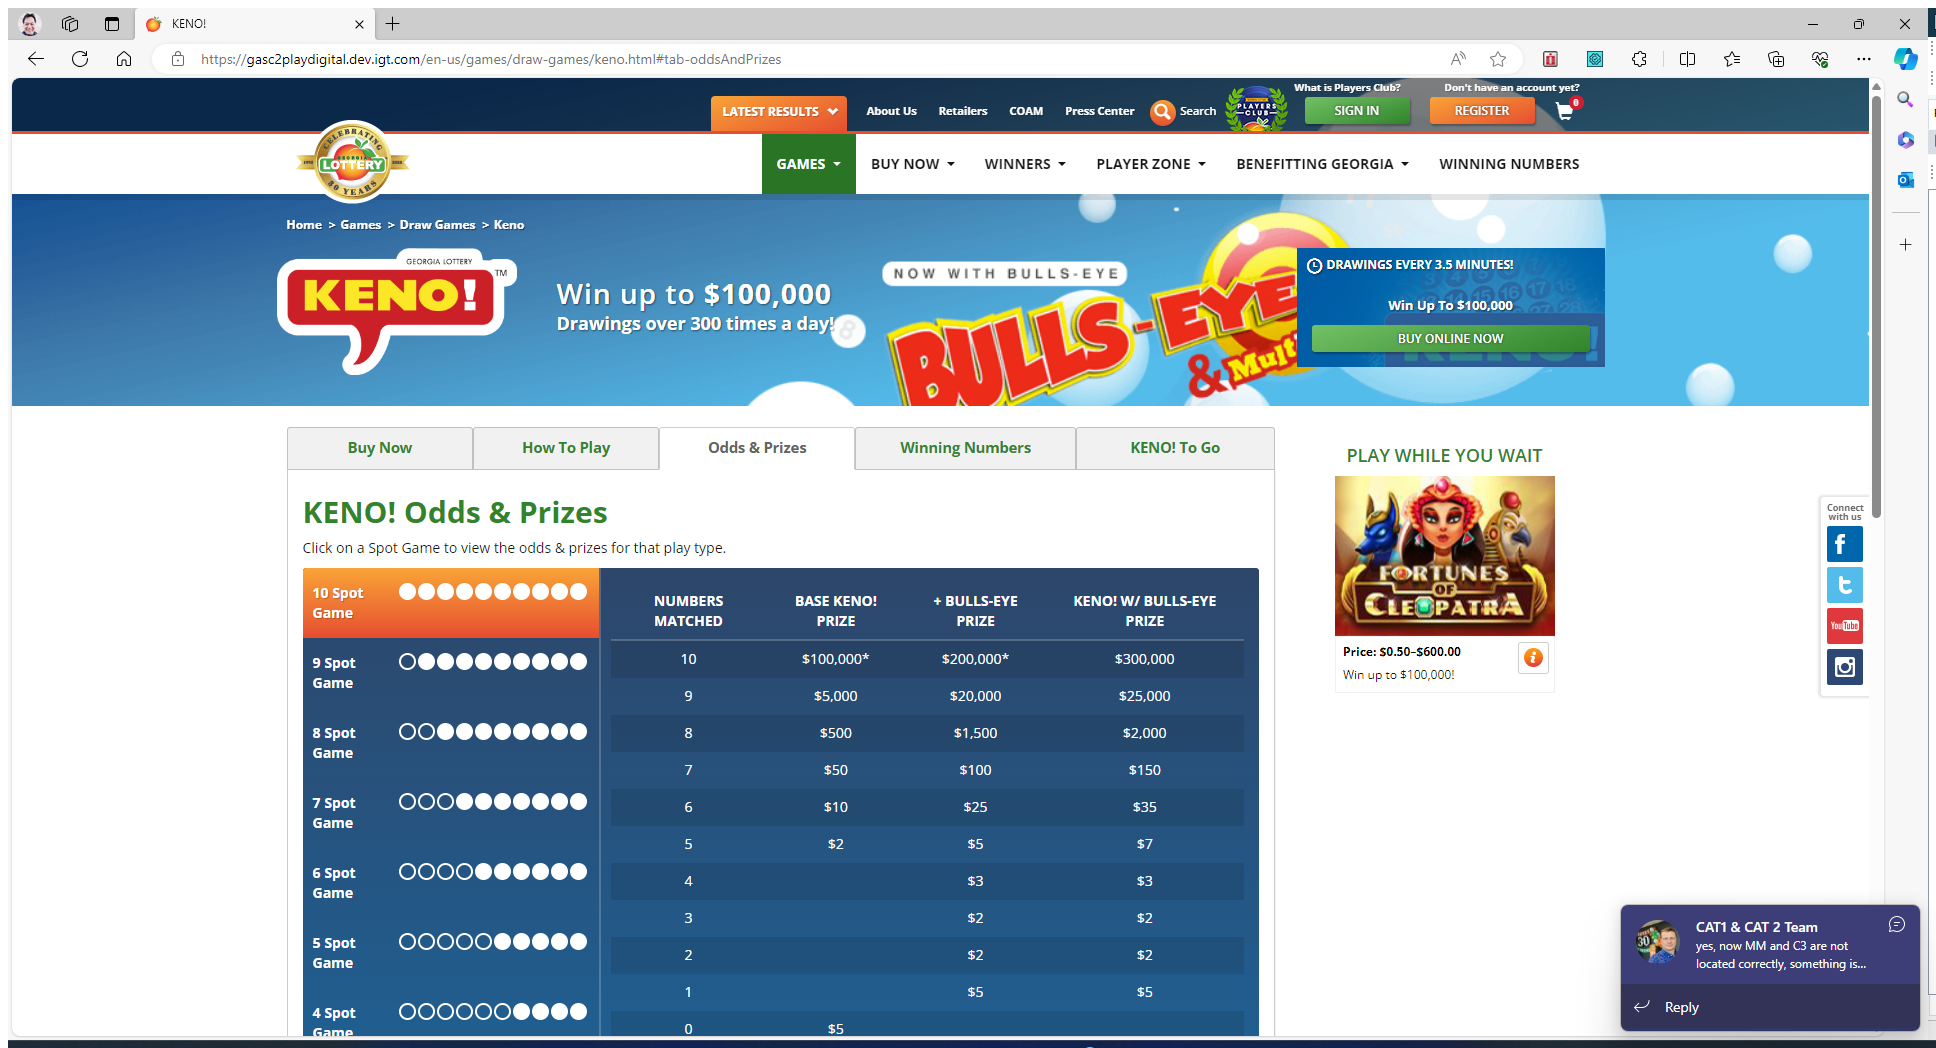 KENO!
https://gasc2playdigital.dev.igt.com/en-us/games/draw-games/keno.html#tab-oddsAndPrizes
What is Players Club?
Don't have an account yet?
LATEST RESULTS
About Us
Retailers
COAM
Press Center
Search
PLAYERS
CLUB
SIGN IN
REGISTER
0
CELEBRATING
GEORGIA
LOTTERY
30 YEARS
GAMES
BUY NOW
WINNERS
PLAYER ZONE
BENEFITTING GEORGIA
WINNING NUMBERS
Home > Games > Draw Games > Keno
GEORGIA LOTTERY
TM
KENO!
Win up to $100,000
Drawings over 300 times a day!
8
NOW WITH BULLS-EYE
BULLS-EYE
& Multi
DRAWINGS EVERY 3.5 MINUTES!
Win Up To $100,000
BUY ONLINE NOW
Buy Now
How To Play
Odds & Prizes
Winning Numbers
KENO! To Go
PLAY WHILE YOU WAIT
FORTUNES
OF
CLEOPATRA
Price: $0.50–$600.00
Win up to $100,000!
Connect
with us
You Tube
KENO! Odds & Prizes
Click on a Spot Game to view the odds & prizes for that play type.
10 Spot
Game
9 Spot
Game
8 Spot
Game
7 Spot
Game
6 Spot
Game
5 Spot
Game
4 Spot
Game
NUMBERS MATCHED BASE KENO! PRIZE + BULLS-EYE PRIZE KENO! W/ BULLS-EYE PRIZE
10 $100,000* $200,000* $300,000
9 $5,000 $20,000 $25,000
8 $500 $1,500 $2,000
7 $50 $100 $150
6 $10 $25 $35
5 $2 $5 $7
4 $3 $3
3 $2 $2
2 $2 $2
1 $5 $5
0 $5
CAT1 & CAT 2 Team
yes, now MM and C3 are not
located correctly, something is...
Reply